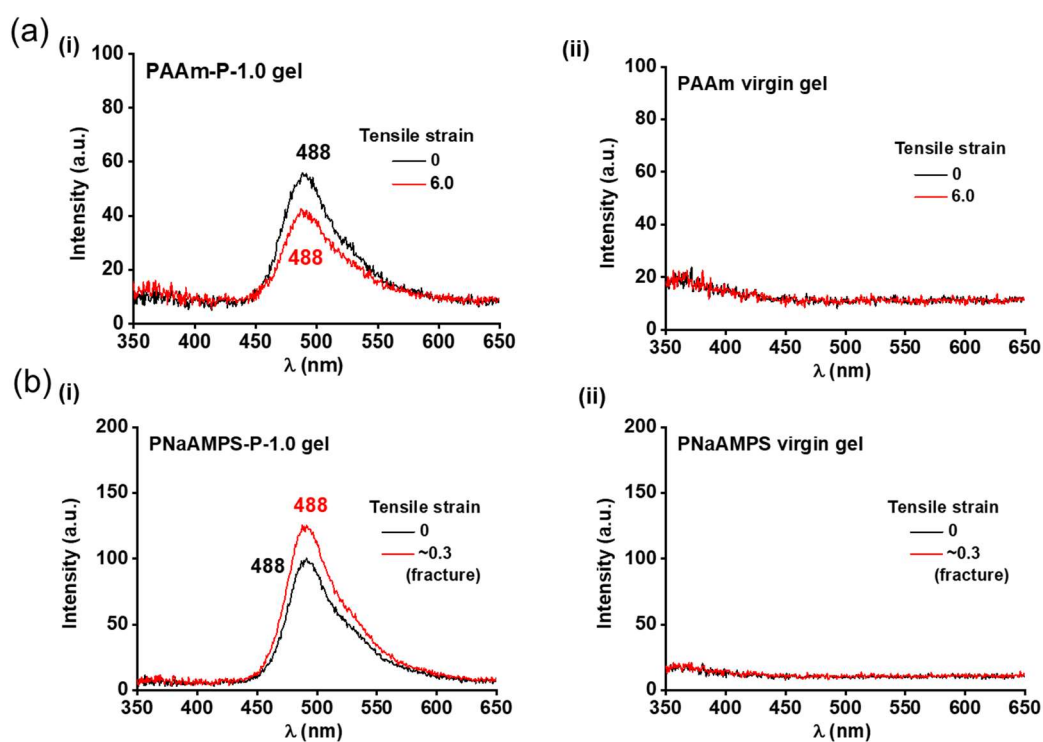 (a)
(i)
PAAm-P-1.0 gel
Tensile strain
0
6.0
488
488
Intensity (a.u.)
100
80
60
40
20
0
350 400 450 500 550 600 650
λ (nm)
(ii)
PAAm virgin gel
Tensile strain
0
6.0
Intensity (a.u.)
100
80
60
40
20
0
350 400 450 500 550 600 650
λ (nm)
(b)
(i)
PNaAMPS-P-1.0 gel
Tensile strain
0
~0.3
(fracture)
488
488
Intensity (a.u.)
200
150
100
50
0
350 400 450 500 550 600 650
λ (nm)
(ii)
PNaAMPS virgin gel
Tensile strain
0
~0.3
(fracture)
Intensity (a.u.)
200
150
100
50
0
350 400 450 500 550 600 650
λ (nm)